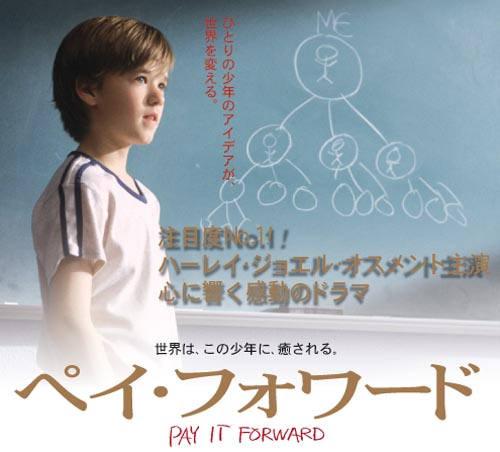 ME
ひとりの少年のアイデアが、
世界を変える。
注目度No.1!
ハーレイ・ジョエル・オスメント主演
心に響く感動のドラマ
世界は、この少年に、癒される。
ペイ・フォワード
PAY IT FORWARD